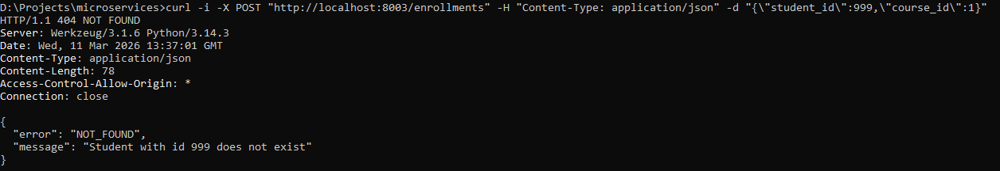 D:\Projects\microservices>curl -i -X POST "http://localhost:8003/enrollments" -H "Content-Type: application/json" -d "{\"student_id\":999,\"course_id\":1}"
HTTP/1.1 404 NOT FOUND
Server: Werkzeug/3.1.6 Python/3.14.3
Date: Wed, 11 Mar 2026 13:37:01 GMT
Content-Type: application/json
Content-Length: 78
Access-Control-Allow-Origin: *
Connection: close

{
  "error": "NOT_FOUND",
  "message": "Student with id 999 does not exist"
}